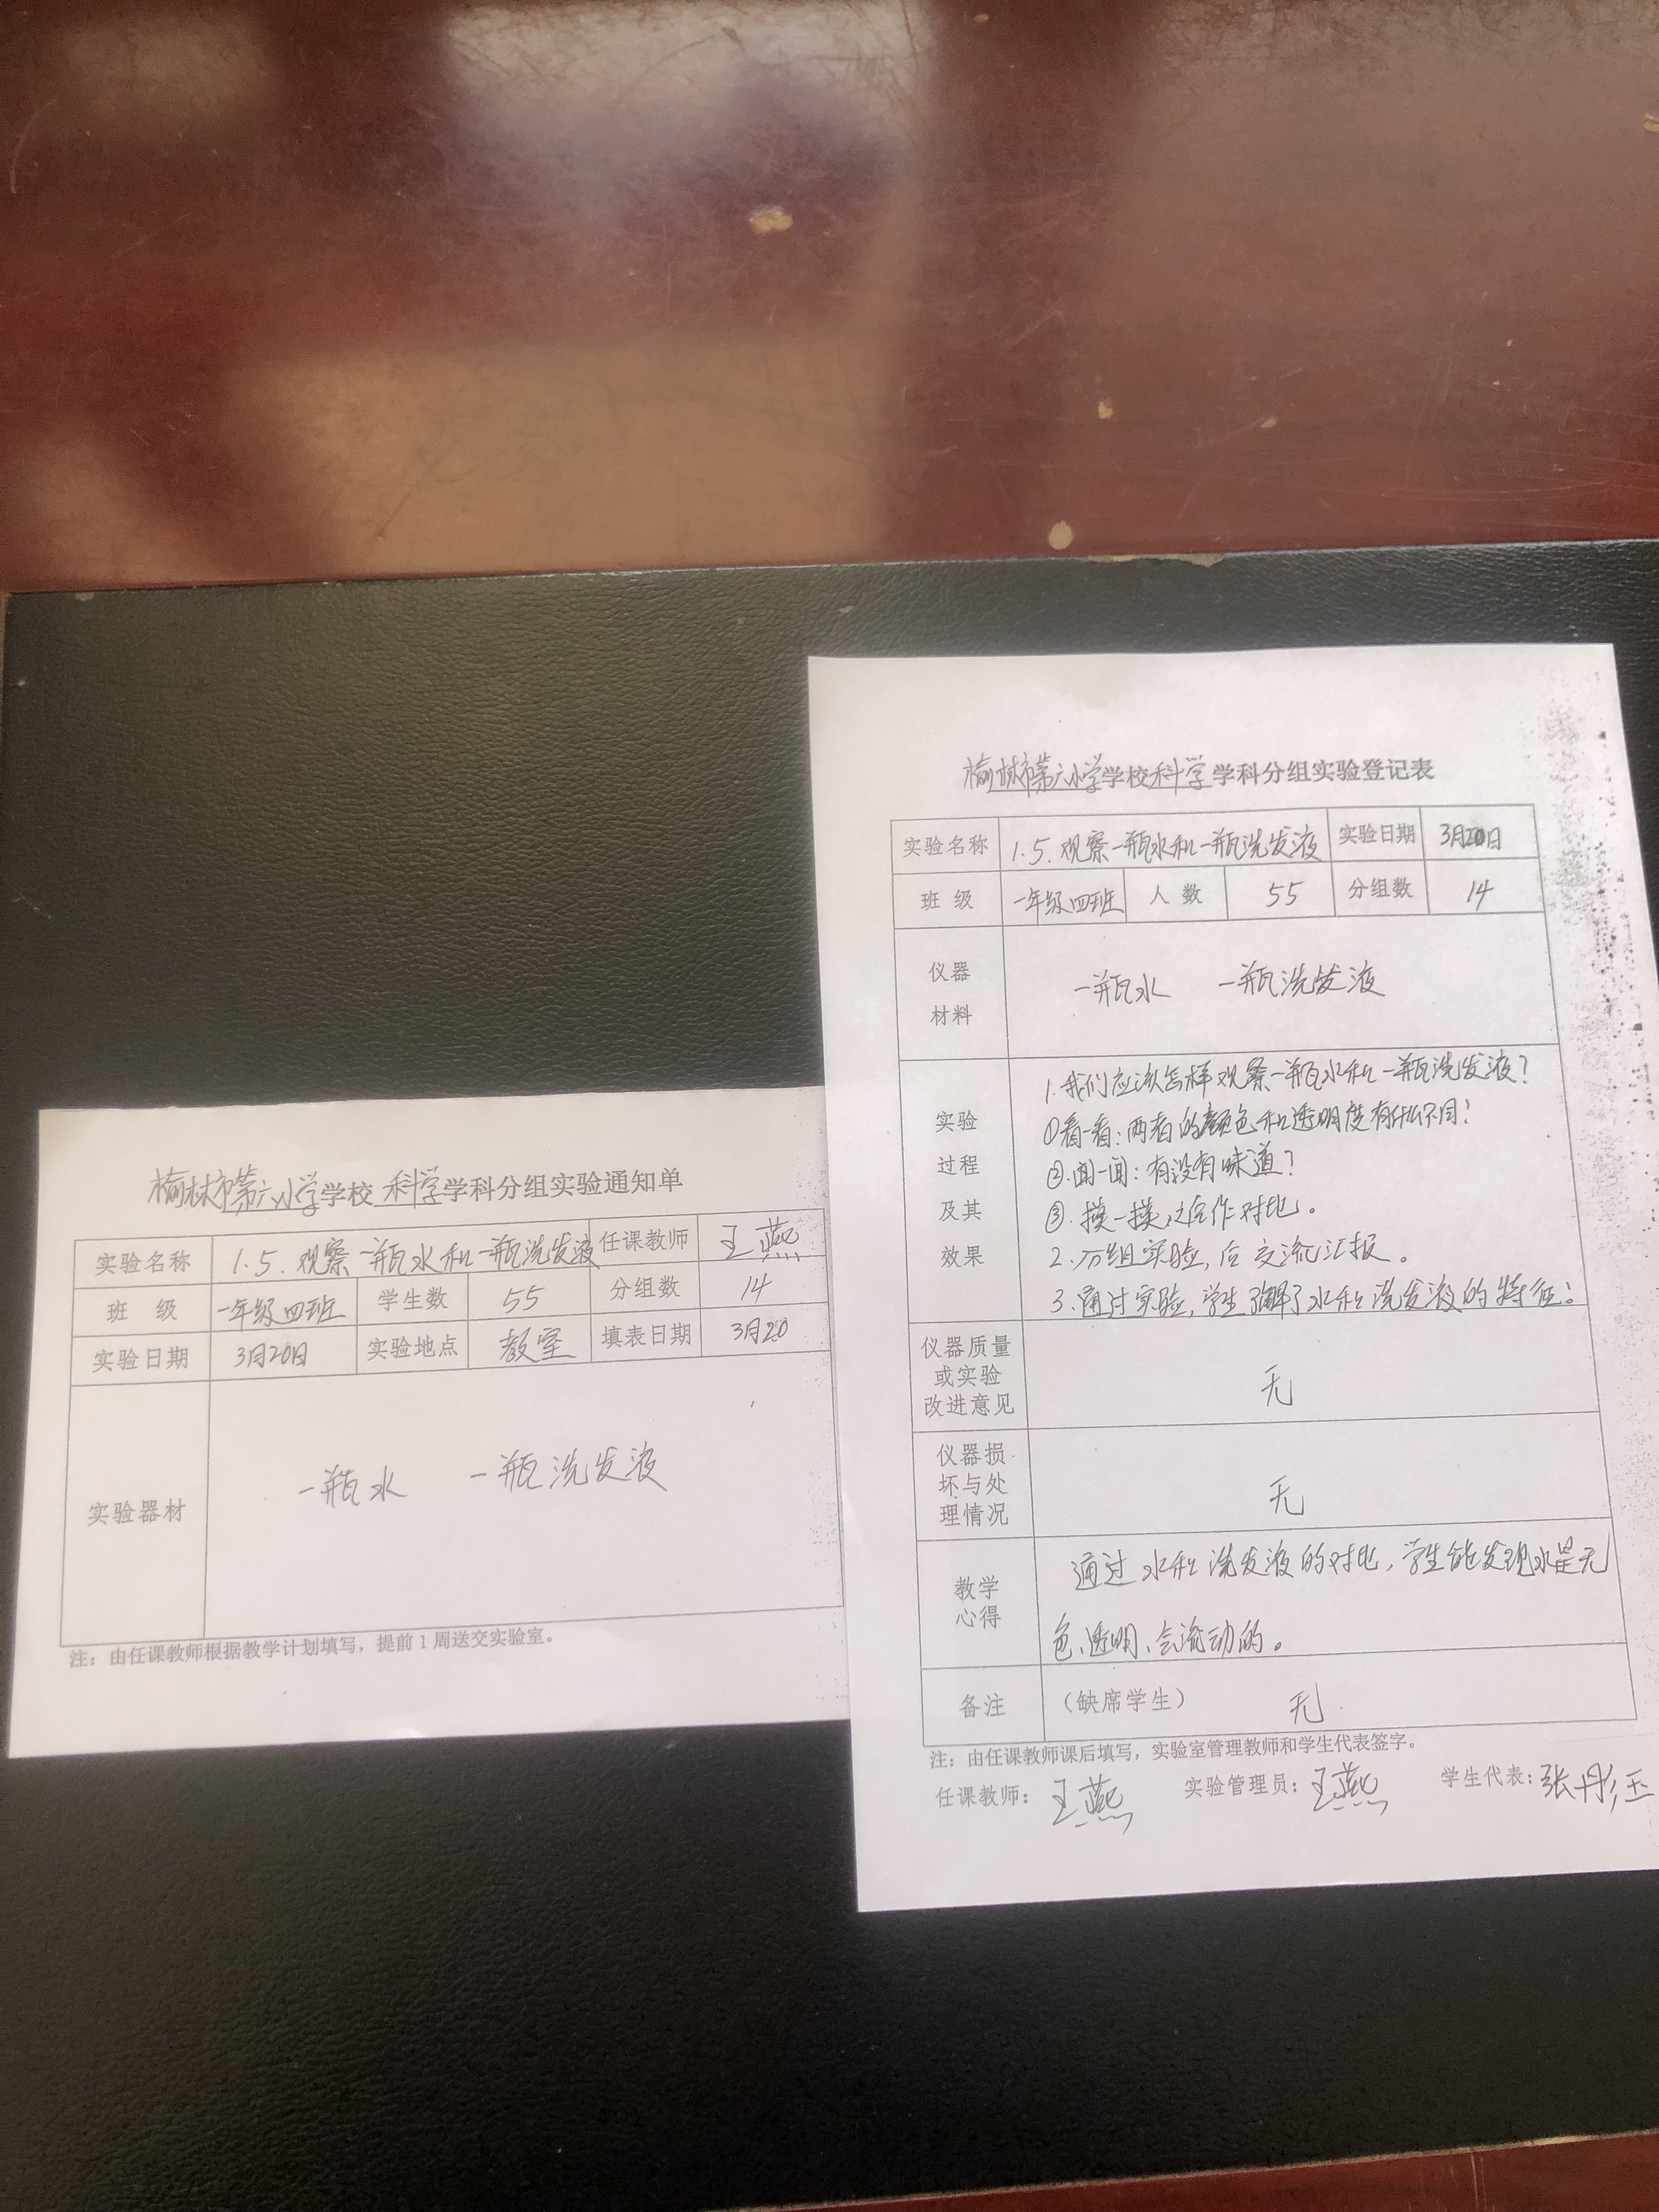 榆林市第六小学学校科学学科分组实验通知单
实验名称 1.5.观察一瓶水和一瓶洗发液 任课教师 王燕
班 级 一年级四班 学生数 55 分组数 14
实验日期 3月20日 实验地点 教室 填表日期 3月20
实验器材 一瓶水 一瓶洗发液
注：由任课教师根据教学计划填写，提前1周送交实验室。
榆林市第六小学学校科学学科分组实验登记表
实验名称 1.5.观察一瓶水和一瓶洗发液 实验日期 3月20日
班 级 一年级四班 人 数 55 分组数 14
仪器
材料
一瓶水 一瓶洗发液
实验
过程
及其
效果
1.我们应该怎样观察一瓶水和一瓶洗发液？
①看一看：两者的颜色和透明度有什么不同！
②.闻一闻：有没有味道？
③.摸一摸，合作对比。
2.分组实验，后交流汇报。
3.通过实验，学生了解了水和洗发液的特征。
仪器质量
或实验
改进意见
无
仪器损
坏与处
理情况
无
教学
心得
通过水和洗发液的对比，学生能发现水是无
色、透明、会流动的。
备注 （缺席学生） 无
注：由任课教师课后填写，实验室管理教师和学生代表签字。
任课教师：王燕 实验管理员：王燕 学生代表：张